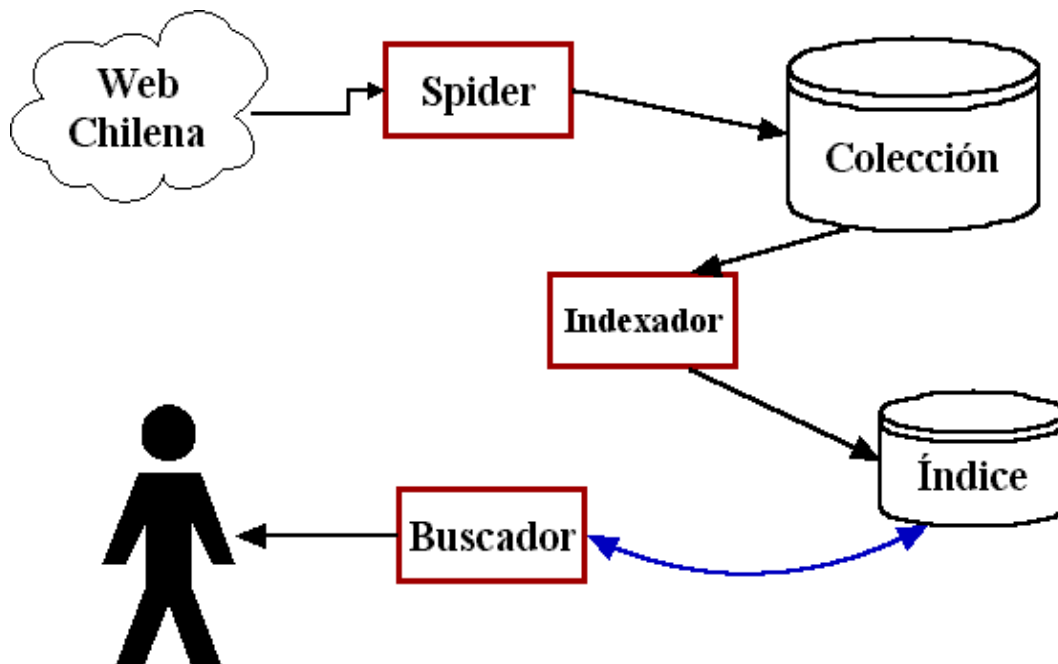 Web
Chilena
Spider
Colección
Indexador
Índice
Buscador